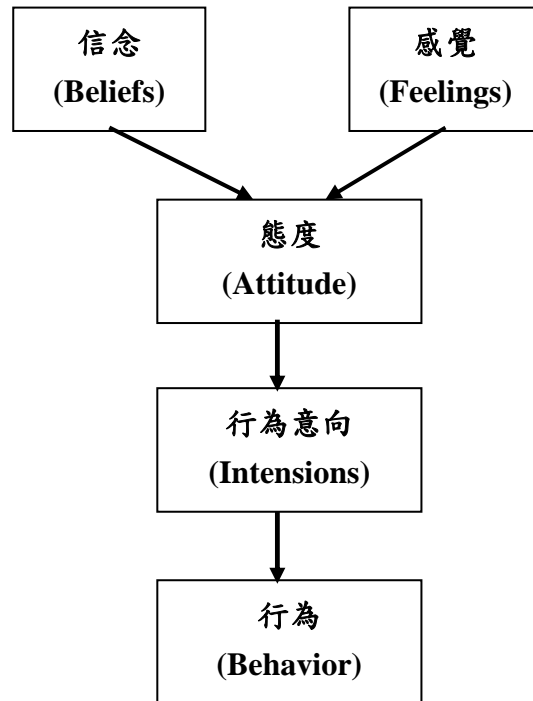 信念
(Beliefs)
感覺
(Feelings)
態度
(Attitude)
行為意向
(Intensions)
行為
(Behavior)